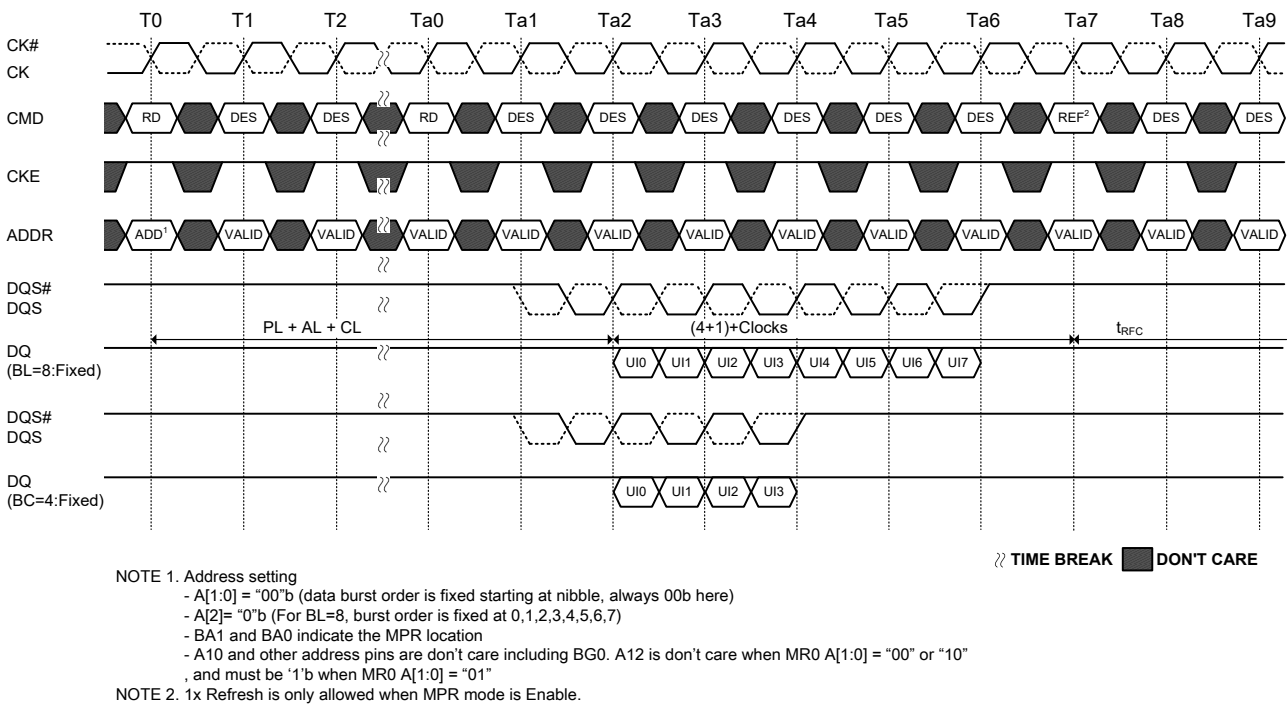 T0 T1 T2 Ta0 Ta1 Ta2 Ta3 Ta4 Ta5 Ta6 Ta7 Ta8 Ta9
CK#
CK
CMD RD DES DES RD DES DES DES DES DES DES REF² DES DES
CKE
ADDR ADD¹ VALID VALID VALID VALID VALID VALID VALID VALID VALID VALID VALID VALID
DQS#
DQS
PL + AL + CL (4+1)+Clocks tRFC
DQ
(BL=8:Fixed) UI0 UI1 UI2 UI3 UI4 UI5 UI6 UI7
DQS#
DQS
DQ
(BC=4:Fixed) UI0 UI1 UI2 UI3
TIME BREAK DON'T CARE
NOTE 1. Address setting
- A[1:0] = “00”b (data burst order is fixed starting at nibble, always 00b here)
- A[2]= “0”b (For BL=8, burst order is fixed at 0,1,2,3,4,5,6,7)
- BA1 and BA0 indicate the MPR location
- A10 and other address pins are don’t care including BG0. A12 is don’t care when MR0 A[1:0] = “00” or “10”
, and must be ‘1’b when MR0 A[1:0] = “01”
NOTE 2. 1x Refresh is only allowed when MPR mode is Enable.